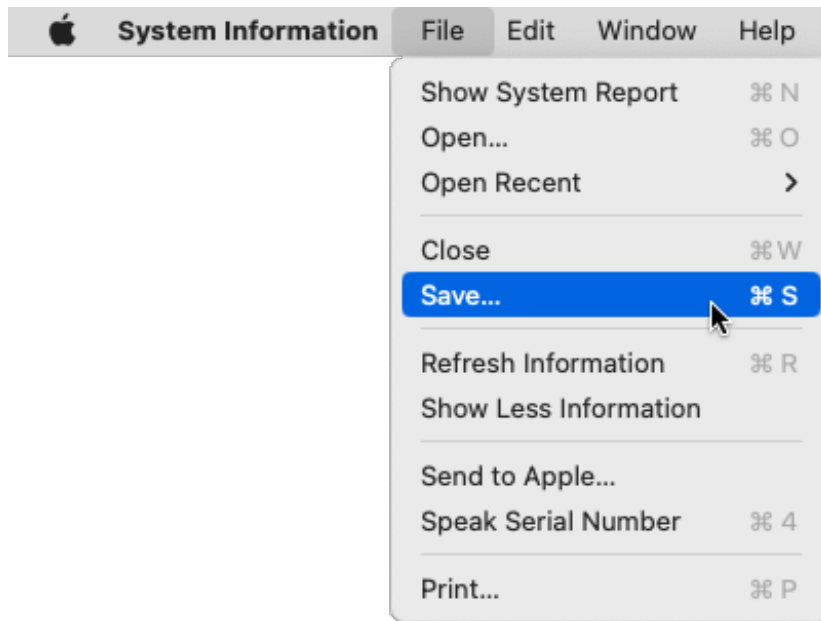 System Information File Edit Window Help
Show System Report ⌘ N
Open... ⌘ O
Open Recent >
Close ⌘ W
Save... ⌘ S
Refresh Information ⌘ R
Show Less Information
Send to Apple...
Speak Serial Number ⌘ 4
Print... ⌘ P